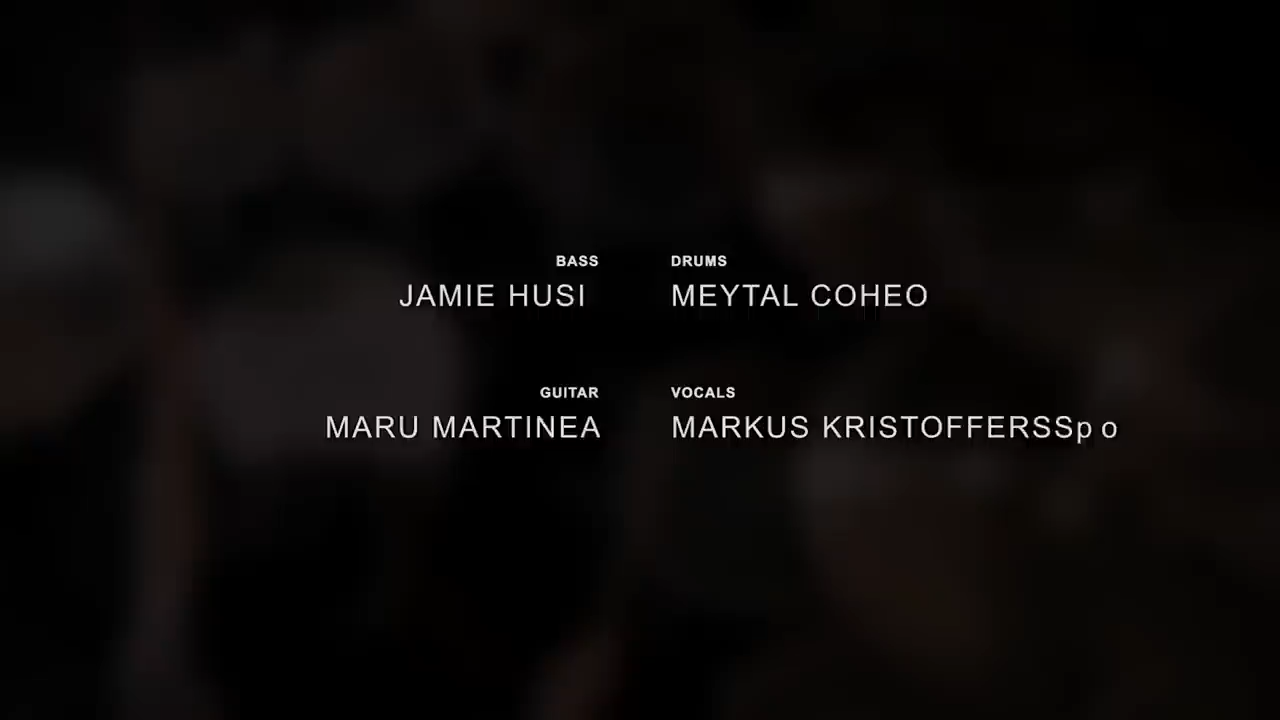 BASS
JAMIE HUSI
DRUMS
MEYTAL COHEO
GUITAR
MARU MARTINEA
VOCALS
MARKUS KRISTOFFERSSp o